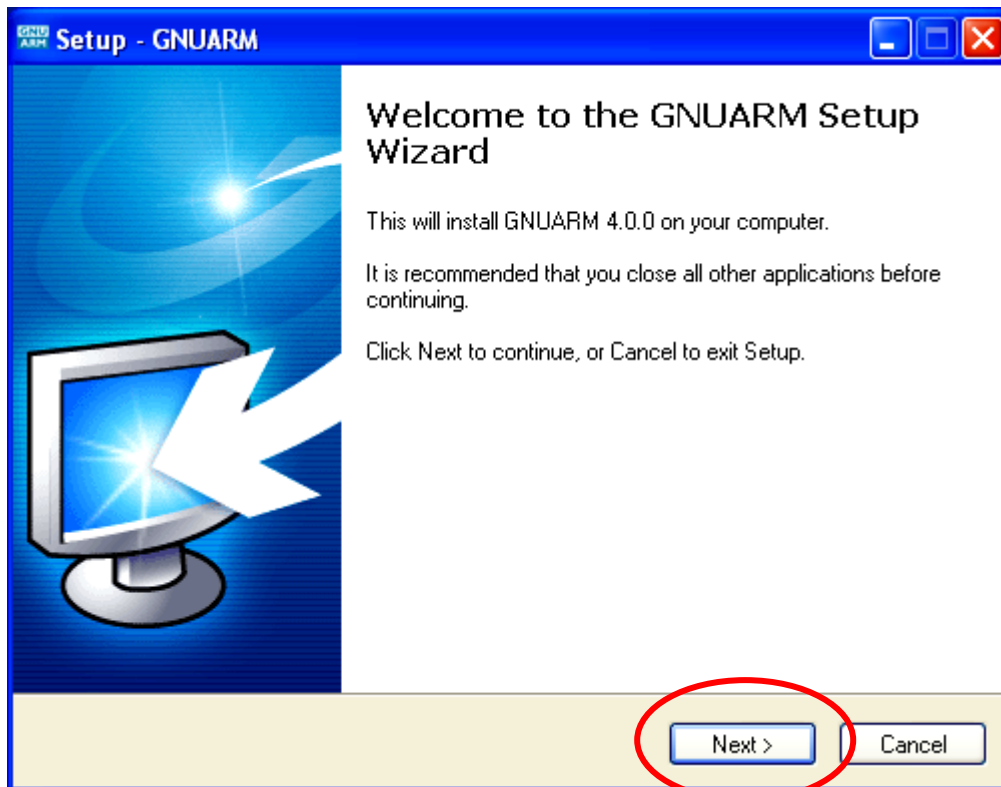 GNU
ARM
Setup - GNUARM
Welcome to the GNUARM Setup
Wizard
This will install GNUARM 4.0.0 on your computer.
It is recommended that you close all other applications before
continuing.
Click Next to continue, or Cancel to exit Setup.
Next >
Cancel